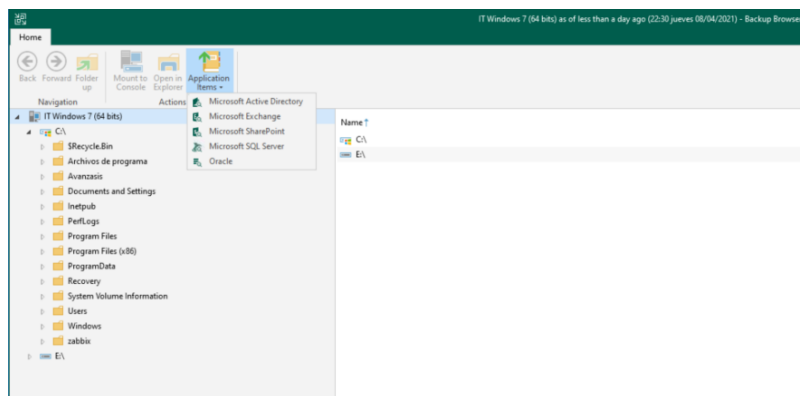 IT Windows 7 (64 bits) as of less than a day ago (22:30 jueves 08/04/2021) - Backup Browser
Home
Back Forward Folder up
Mount to Console
Open in Explorer
Application Items
Navigation
Actions
Microsoft Active Directory
Microsoft Exchange
Microsoft SharePoint
Microsoft SQL Server
Oracle
IT Windows 7 (64 bits)
C:\
$Recycle.Bin
Archivos de programa
Avanzasis
Documents and Settings
Inetpub
PerfLogs
Program Files
Program Files (x86)
ProgramData
Recovery
System Volume Information
Users
Windows
zabbix
E:\
Name
C:\
E:\